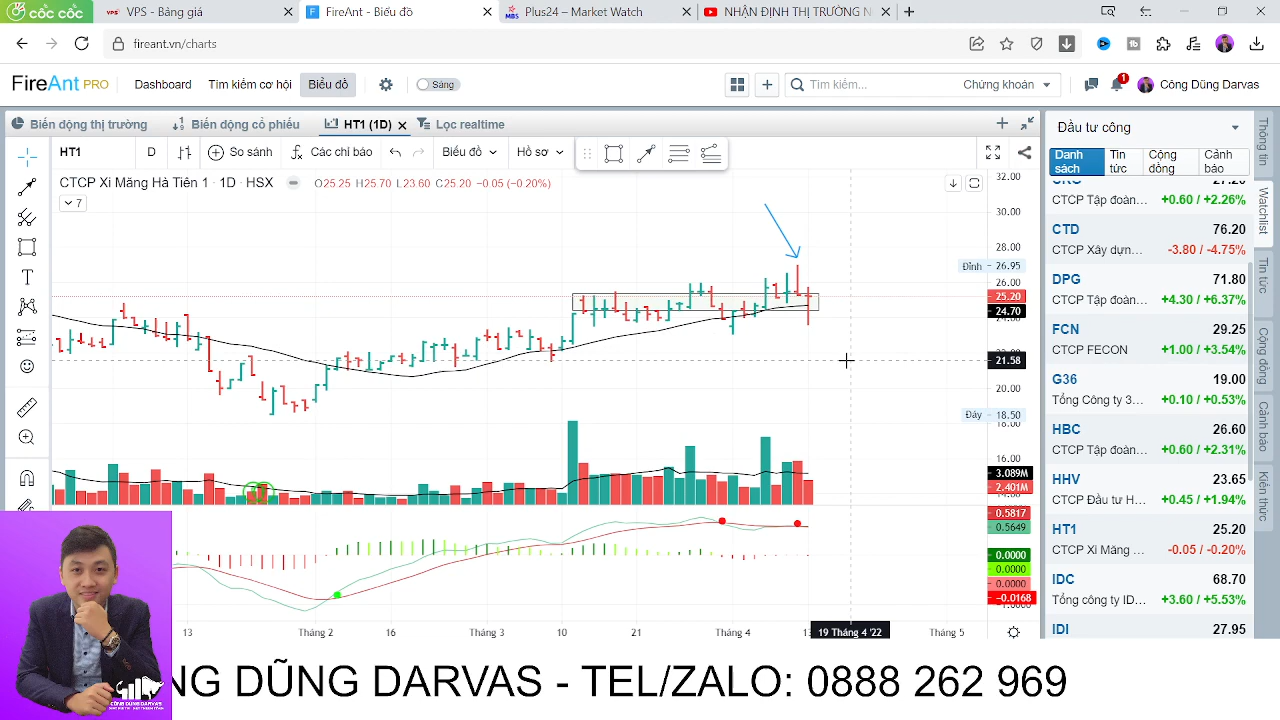 cốc cốc
VPS - Bảng giá
FireAnt - Biểu đồ
MBS Plus24 – Market Watch
NHẬN ĐỊNH THỊ TRƯỜNG N
fireant.vn/charts
FireAnt PRO
Dashboard
Tìm kiếm cơ hội
Biểu đồ
Sáng
Tìm kiếm...
Chứng khoán
1
Công Dũng Darvas
Biến động thị trường
Biến động cổ phiếu
HT1 (1D)
Lọc realtime
HT1
D
So sánh
Các chỉ báo
Biểu đồ
Hồ sơ
CTCP Xi Măng Hà Tiên 1 · 1D · HSX
O25.25 H25.70 L23.60 C25.20 -0.05 (-0.20%)
7
32.00
30.00
28.00
Đỉnh 26.95
26.00
25.20
24.70
21.58
20.00
Đáy 18.50
18.00
16.00
3.089M
2.401M
0.5817
0.5649
0.0000
0.0000
0.0000
-0.0168
13
Tháng 2
16
Tháng 3
10
21
Tháng 4
19 Tháng 4 '22
Tháng 5
Đầu tư công
Danh sách
Tin tức
Cộng đồng
Cảnh báo
CTCP Tập đoàn... +0.60 / +2.26%
CTD 76.20
CTCP Xây dựn... -3.80 / -4.75%
DPG 71.80
CTCP Tập đoàn... +4.30 / +6.37%
FCN 29.25
CTCP FECON +1.00 / +3.54%
G36 19.00
Tổng Công ty 3... +0.10 / +0.53%
HBC 26.60
CTCP Tập đoàn... +0.60 / +2.31%
HHV 23.65
CTCP Đầu tư H... +0.45 / +1.94%
HT1 25.20
CTCP Xi Măng ... -0.05 / -0.20%
IDC 68.70
Tổng công ty ID... +3.60 / +5.53%
IDI 27.95
Thông tin
Watchlist
Tin tức
Cộng đồng
Cảnh báo
Kiến thức
CÔNG DŨNG DARVAS
NG DŨNG DARVAS - TEL/ZALO: 0888 262 969